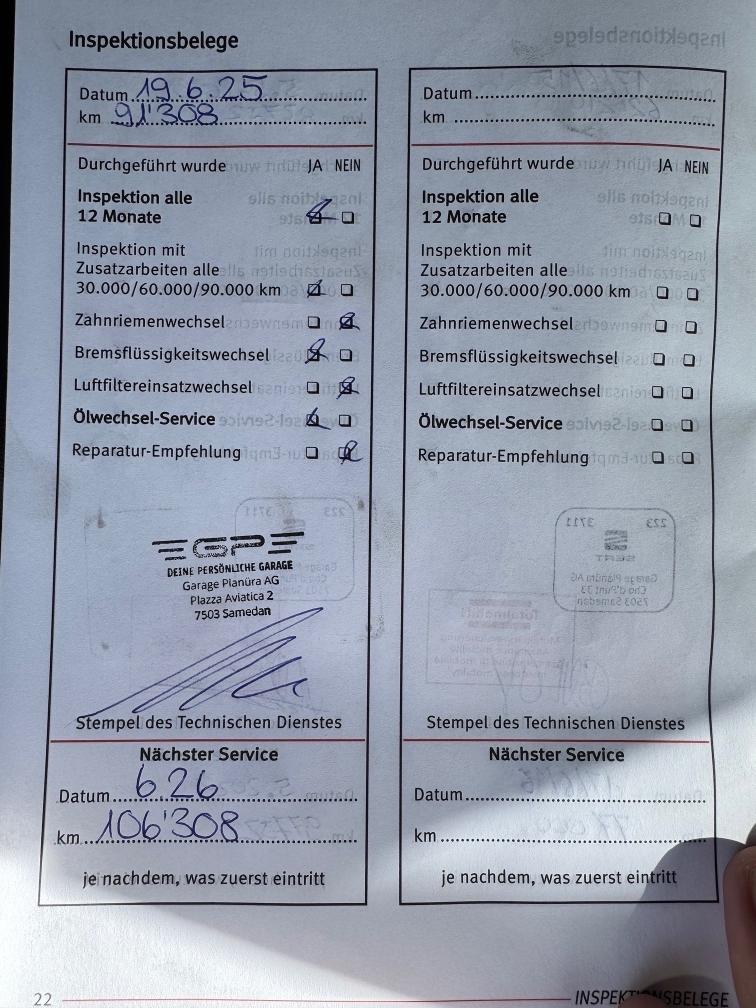 Inspektionsbelege
Datum 19.6.25
km 91'308
Durchgeführt wurde JA NEIN
Inspektion alle
12 Monate
Inspektion mit
Zusatzarbeiten alle
30.000/60.000/90.000 km
Zahnriemenwechsel
Bremsflüssigkeitswechsel
Luftfiltereinsatzwechsel
Ölwechsel-Service
Reparatur-Empfehlung
GP
DEINE PERSÖNLICHE GARAGE
Garage Planüra AG
Plazza Aviatica 2
7503 Samedan
Stempel des Technischen Dienstes
Nächster Service
Datum 6.26
km 106'308
je nachdem, was zuerst eintritt
Datum
km
Durchgeführt wurde JA NEIN
Inspektion alle
12 Monate
Inspektion mit
Zusatzarbeiten alle
30.000/60.000/90.000 km
Zahnriemenwechsel
Bremsflüssigkeitswechsel
Luftfiltereinsatzwechsel
Ölwechsel-Service
Reparatur-Empfehlung
Stempel des Technischen Dienstes
Nächster Service
Datum
km
je nachdem, was zuerst eintritt
22
INSPEKTIONSBELEGE